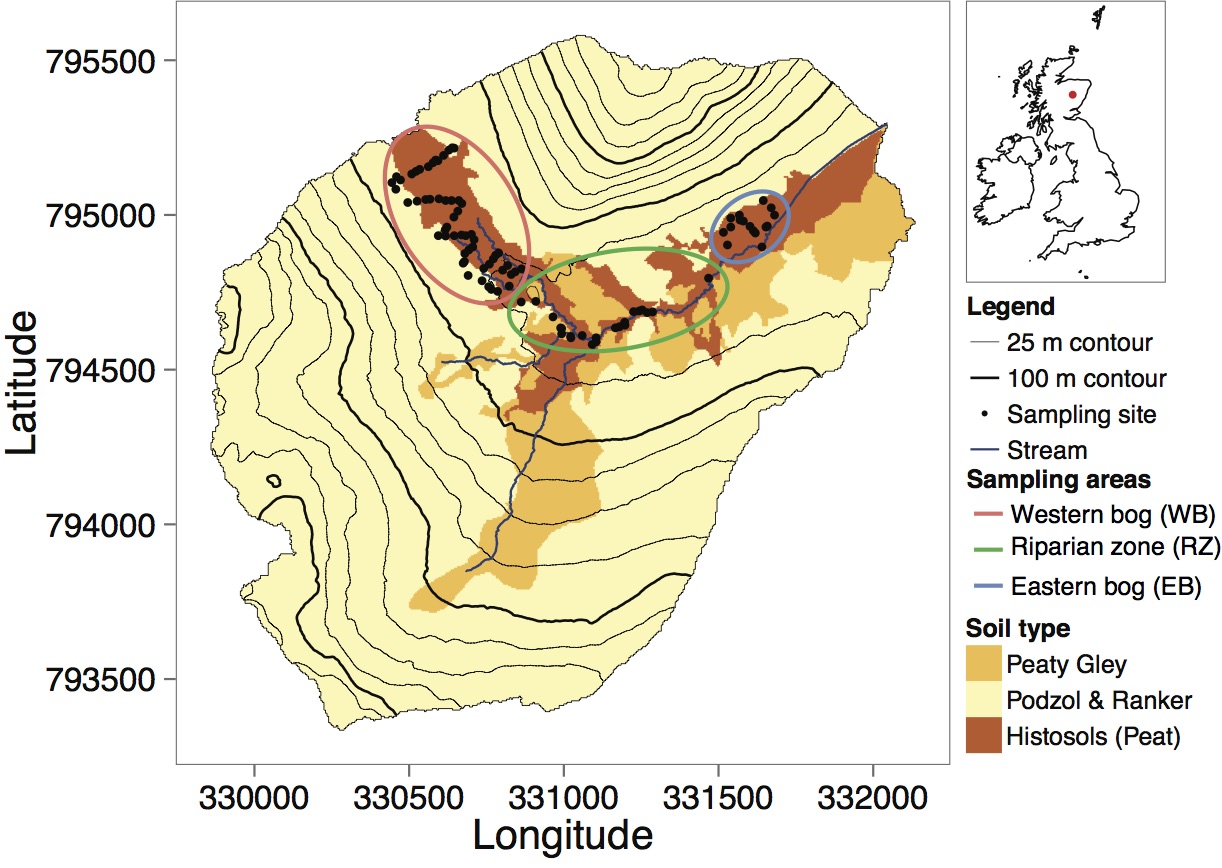 795500
795000
794500
794000
793500
Latitude
330000
330500
331000
331500
332000
Longitude
Legend
25 m contour
100 m contour
Sampling site
Stream
Sampling areas
Western bog (WB)
Riparian zone (RZ)
Eastern bog (EB)
Soil type
Peaty Gley
Podzol & Ranker
Histosols (Peat)